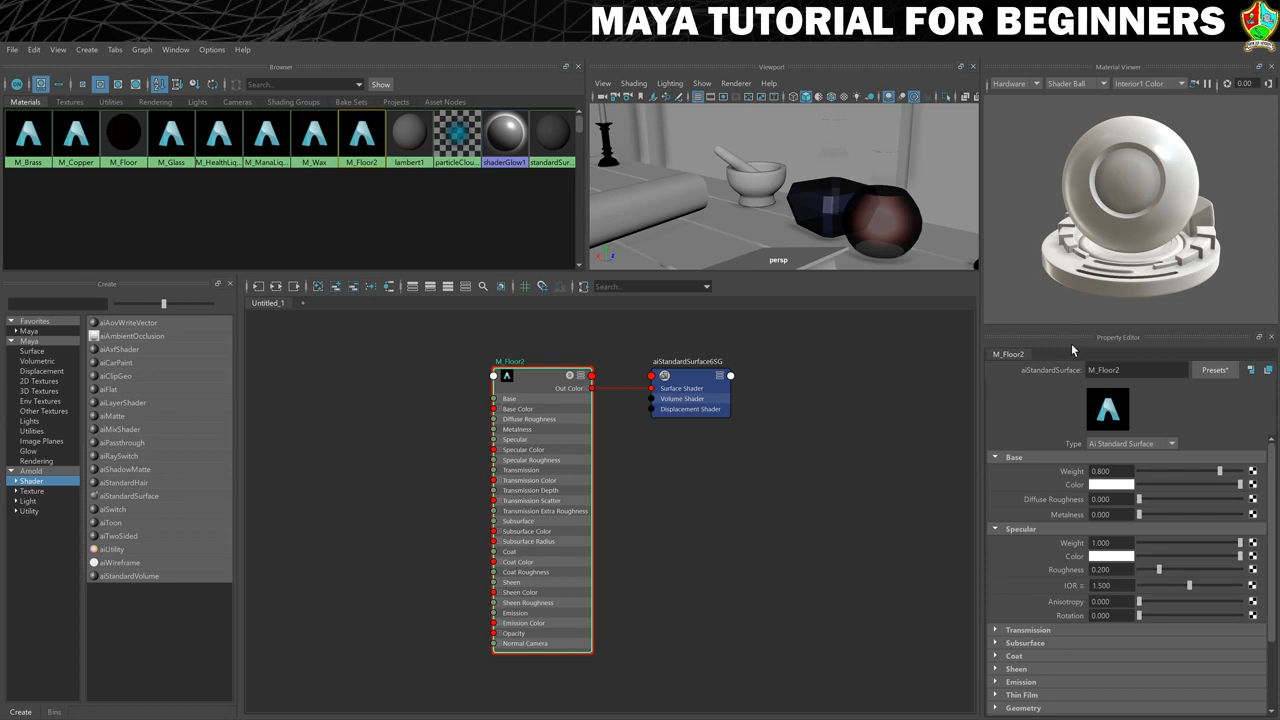 MAYA TUTORIAL FOR BEGINNERS
File Edit View Create Tabs Graph Window Options Help
Browser
Search...
Show
Materials Textures Utilities Rendering Lights Cameras Shading Groups Bake Sets Projects Asset Nodes
M_Brass M_Copper M_Floor M_Glass M_HealthLiq... M_ManaLiq... M_Wax M_Floor2 lambert1 particleClou... shaderGlow1 standardSur...
Viewport
View Shading Lighting Show Renderer Help
persp
Material Viewer
Hardware Shader Ball Interior1 Color 0.00
Create
Favorites
Maya
Maya
Surface
Volumetric
Displacement
2D Textures
3D Textures
Env Textures
Other Textures
Lights
Utilities
Image Planes
Glow
Rendering
Arnold
Shader
Texture
Light
Utility
aiAovWriteVector
aiAmbientOcclusion
aiAxfShader
aiCarPaint
aiClipGeo
aiFlat
aiLayerShader
aiMatte
aiMixShader
aiPassthrough
aiRaySwitch
aiShadowMatte
aiStandardHair
aiStandardSurface
aiSwitch
aiToon
aiTwoSided
aiUtility
aiWireframe
aiStandardVolume
Create Bins
Search...
Untitled_1 +
M_Floor2
Out Color
Base
Base Color
Diffuse Roughness
Metalness
Specular
Specular Color
Specular Roughness
Transmission
Transmission Color
Transmission Depth
Transmission Scatter
Transmission Extra Roughness
Subsurface
Subsurface Color
Subsurface Radius
Coat
Coat Color
Coat Roughness
Sheen
Sheen Color
Sheen Roughness
Emission
Emission Color
Opacity
Normal Camera
aiStandardSurface6SG
Surface Shader
Volume Shader
Displacement Shader
Property Editor
M_Floor2
aiStandardSurface: M_Floor2 Presets*
Type Ai Standard Surface
Base
Weight 0.800
Color
Diffuse Roughness 0.000
Metalness 0.000
Specular
Weight 1.000
Color
Roughness 0.200
IOR = 1.500
Anisotropy 0.000
Rotation 0.000
Transmission
Subsurface
Coat
Sheen
Emission
Thin Film
Geometry